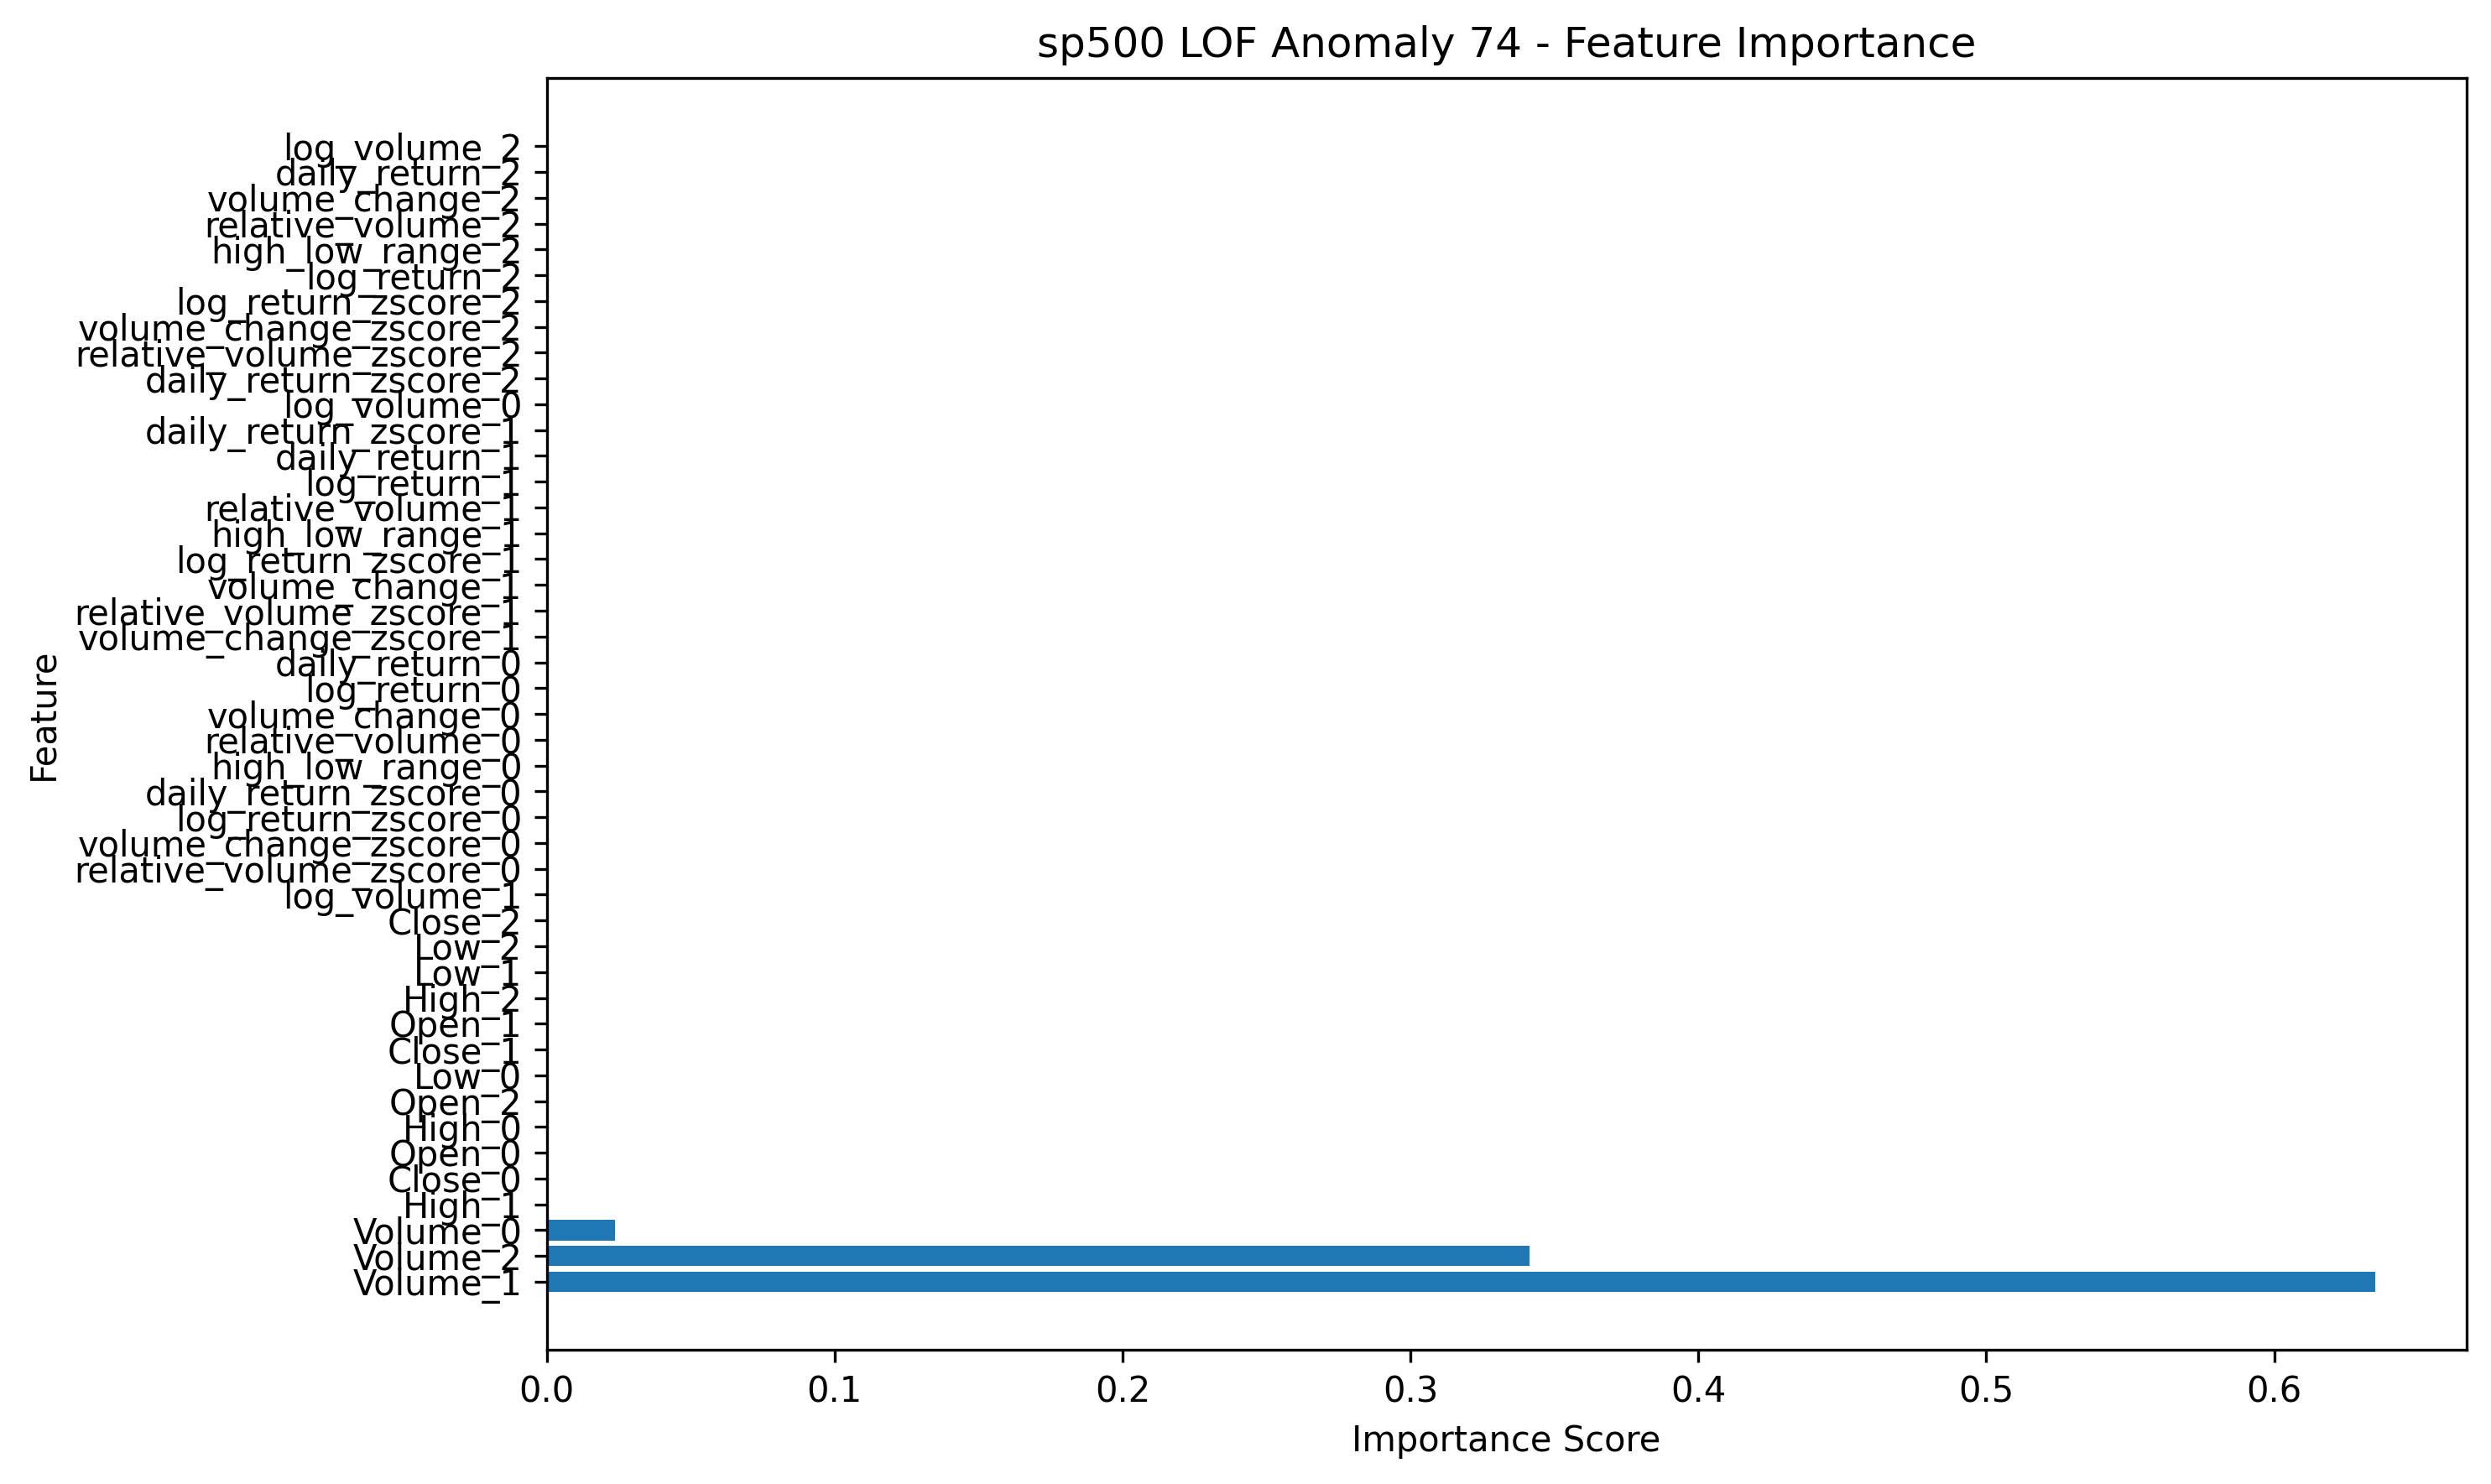 sp500 LOF Anomaly 74 - Feature Importance
log_volume_2
daily_return_2
volume_change_2
relative_volume_2
high_low_range_2
log_return_2
log_return_zscore_2
volume_change_zscore_2
relative_volume_zscore_2
daily_return_zscore_2
log_volume_0
daily_return_zscore_1
daily_return_1
log_return_1
relative_volume_1
high_low_range_1
log_return_zscore_1
volume_change_1
relative_volume_zscore_1
volume_change_zscore_1
daily_return_0
log_return_0
volume_change_0
relative_volume_0
high_low_range_0
daily_return_zscore_0
log_return_zscore_0
volume_change_zscore_0
relative_volume_zscore_0
log_volume_1
Close_2
Low_2
Low_1
High_2
Open_1
Close_1
Low_0
Open_2
High_0
Open_0
Close_0
High_1
Volume_0
Volume_2
Volume_1
Feature
0.0 0.1 0.2 0.3 0.4 0.5 0.6
Importance Score